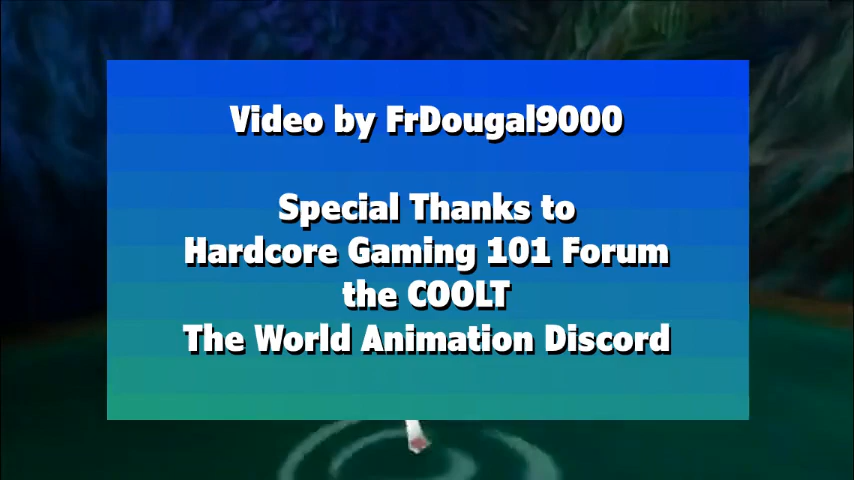 Video by FrDougal9000
Special Thanks to
Hardcore Gaming 101 Forum
the COOLT
The World Animation Discord